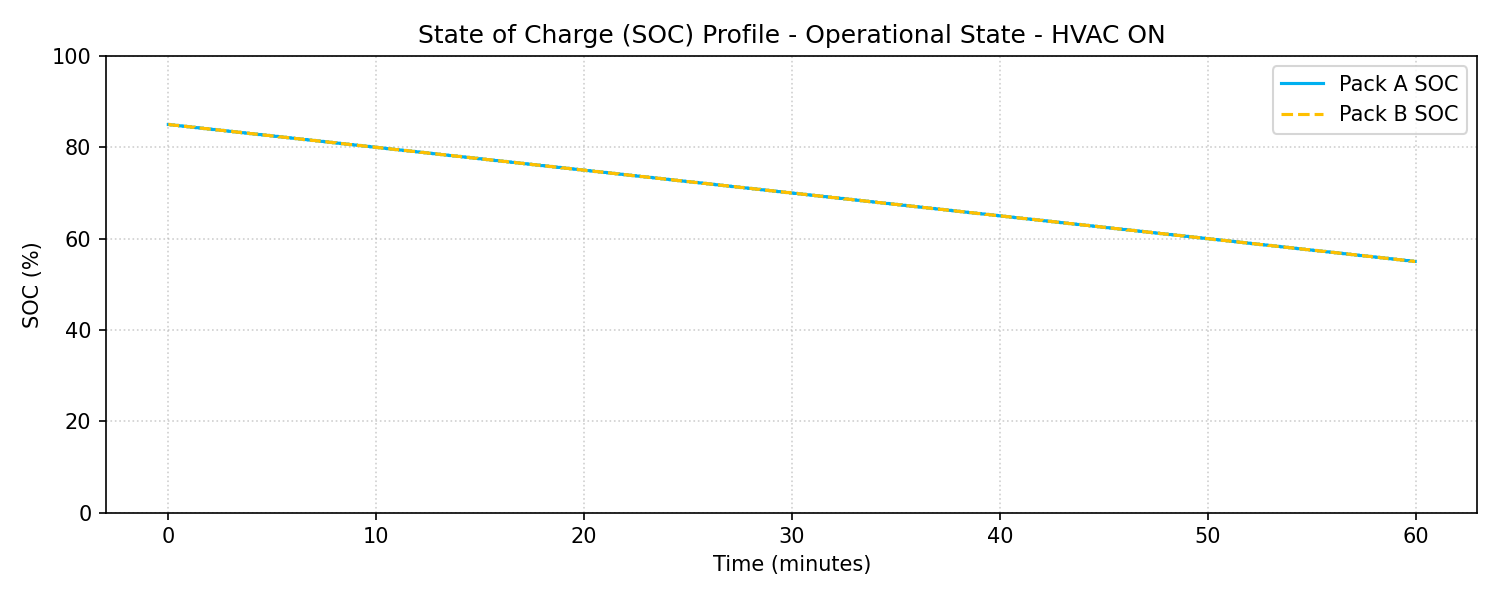 State of Charge (SOC) Profile - Operational State - HVAC ON
Pack A SOC
Pack B SOC
SOC (%)
100
80
60
40
20
0
0 10 20 30 40 50 60
Time (minutes)